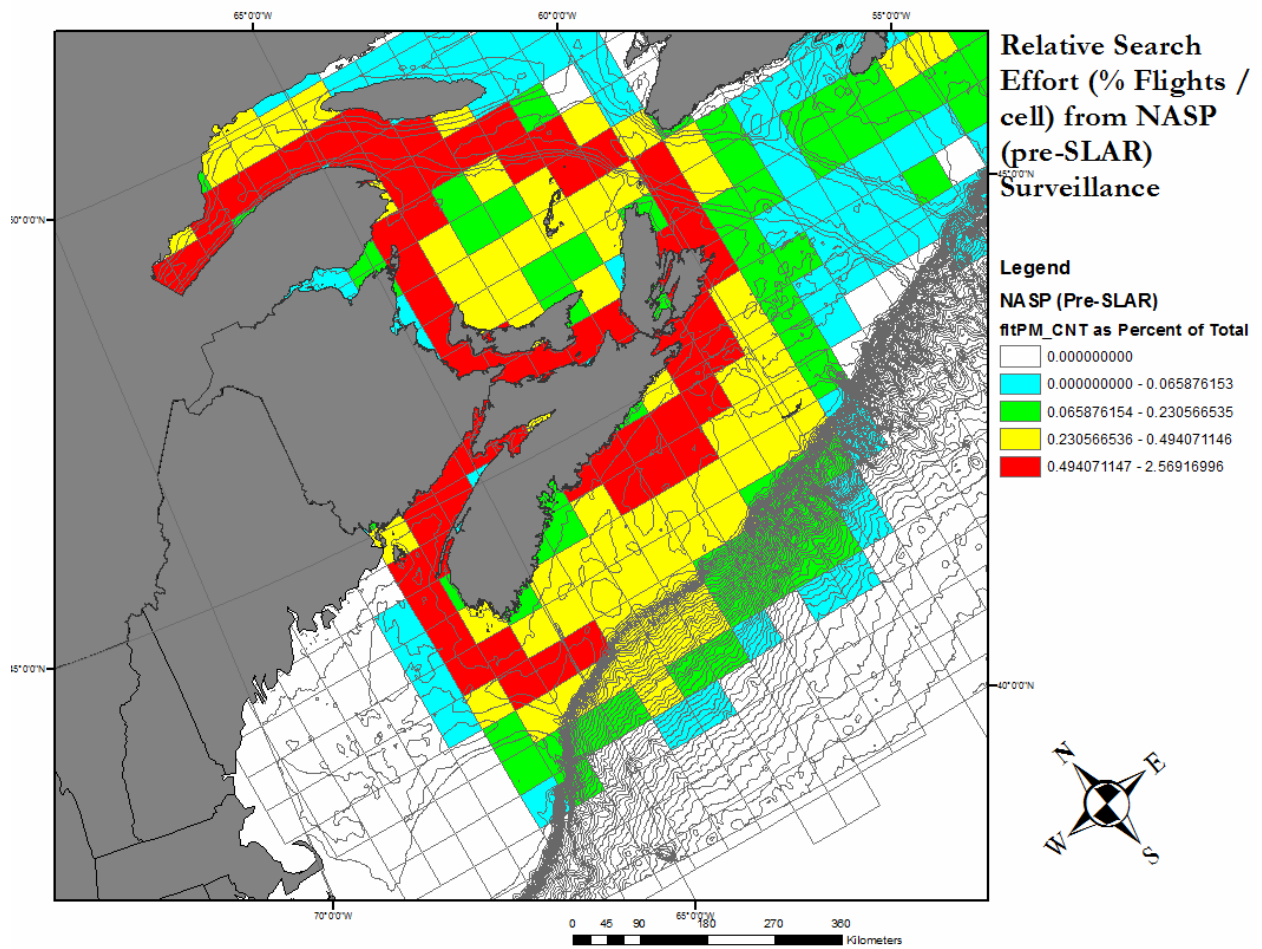 65°0'0"W
60°0'0"W
55°0'0"W
Relative Search
Effort (% Flights /
cell) from NASP
(pre-SLAR)
Surveillance
45°0'0"N
50°0'0"N
Legend
NASP (Pre-SLAR)
fltPM_CNT as Percent of Total
0.000000000
0.000000000 - 0.065876153
0.065876154 - 0.230566535
0.230566536 - 0.494071146
0.494071147 - 2.56916996
45°0'0"N
40°0'0"N
N
E
W
S
70°0'0"W
65°0'0"W
0 45 90 180 270 360
Kilometers